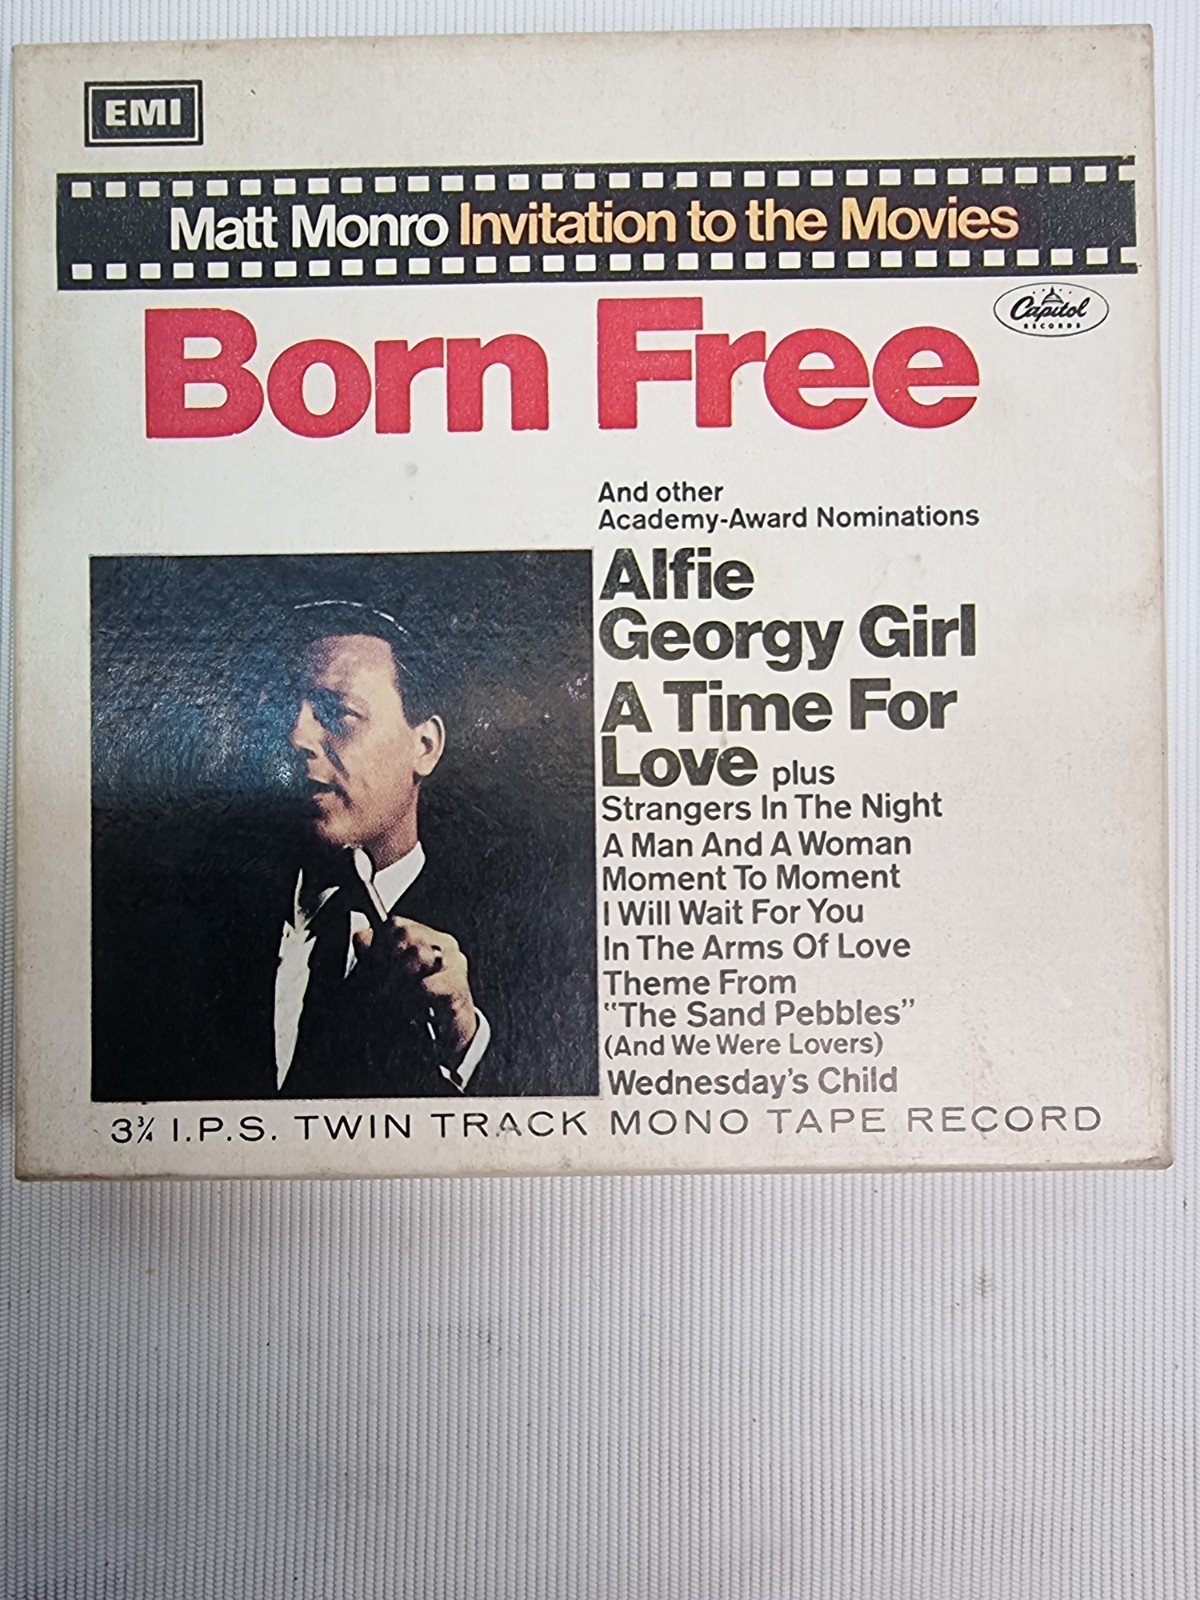 EMI
Matt Monro Invitation to the Movies
Capitol
RECORDS
Born Free
And other
Academy-Award Nominations
Alfie
Georgy Girl
A Time For
Love plus
Strangers In The Night
A Man And A Woman
Moment To Moment
I Will Wait For You
In The Arms Of Love
Theme From
"The Sand Pebbles"
(And We Were Lovers)
Wednesday's Child
3¾ I.P.S. TWIN TRACK MONO TAPE RECORD